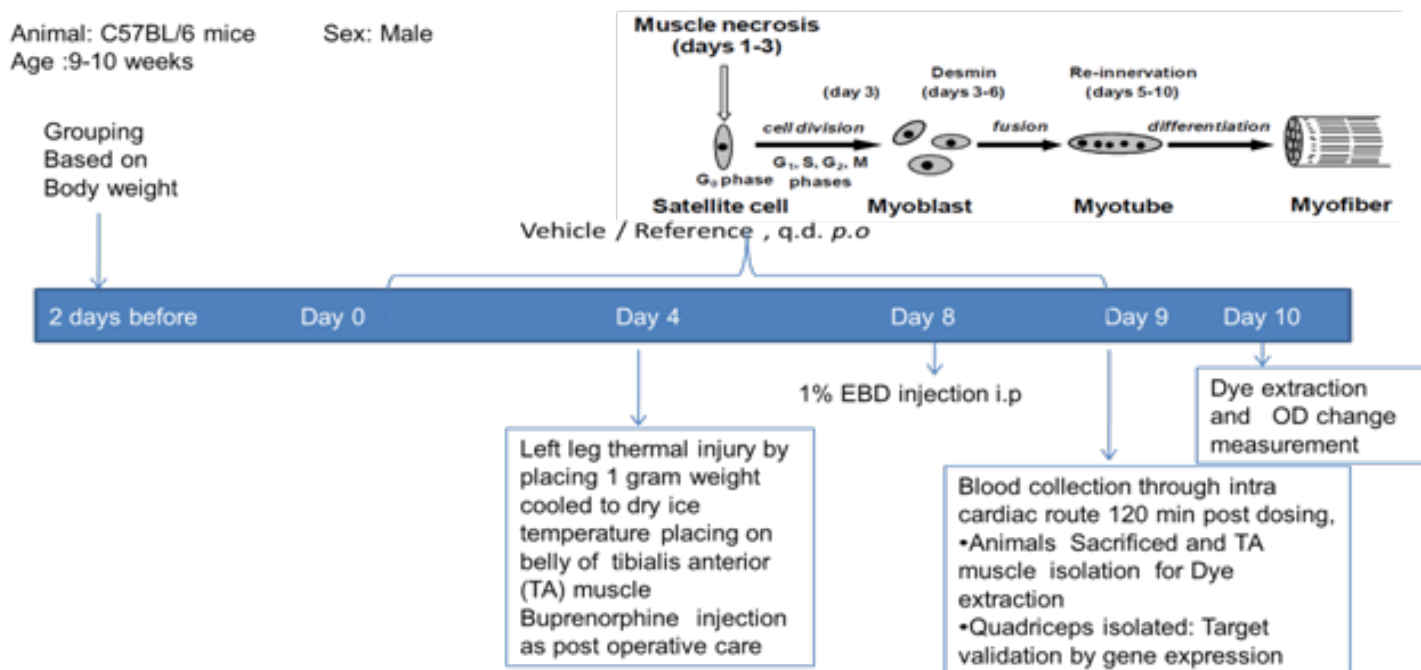 Animal: C57BL/6 mice Sex: Male
Age :9-10 weeks
Grouping
Based on
Body weight
Muscle necrosis
(days 1-3)
(day 3)
Desmin
(days 3-6)
Re-innervation
(days 5-10)
cell division
fusion
differentiation
G1, S, G2, M
phases
G0 phase
Satellite cell Myoblast Myotube Myofiber
Vehicle / Reference , q.d. p.o
2 days before Day 0 Day 4 Day 8 Day 9 Day 10
1% EBD injection i.p
Dye extraction
and OD change
measurement
Left leg thermal injury by
placing 1 gram weight
cooled to dry ice
temperature placing on
belly of tibialis anterior
(TA) muscle
Buprenorphine injection
as post operative care
Blood collection through intra
cardiac route 120 min post dosing,
•Animals Sacrificed and TA
muscle isolation for Dye
extraction
•Quadriceps isolated: Target
validation by gene expression